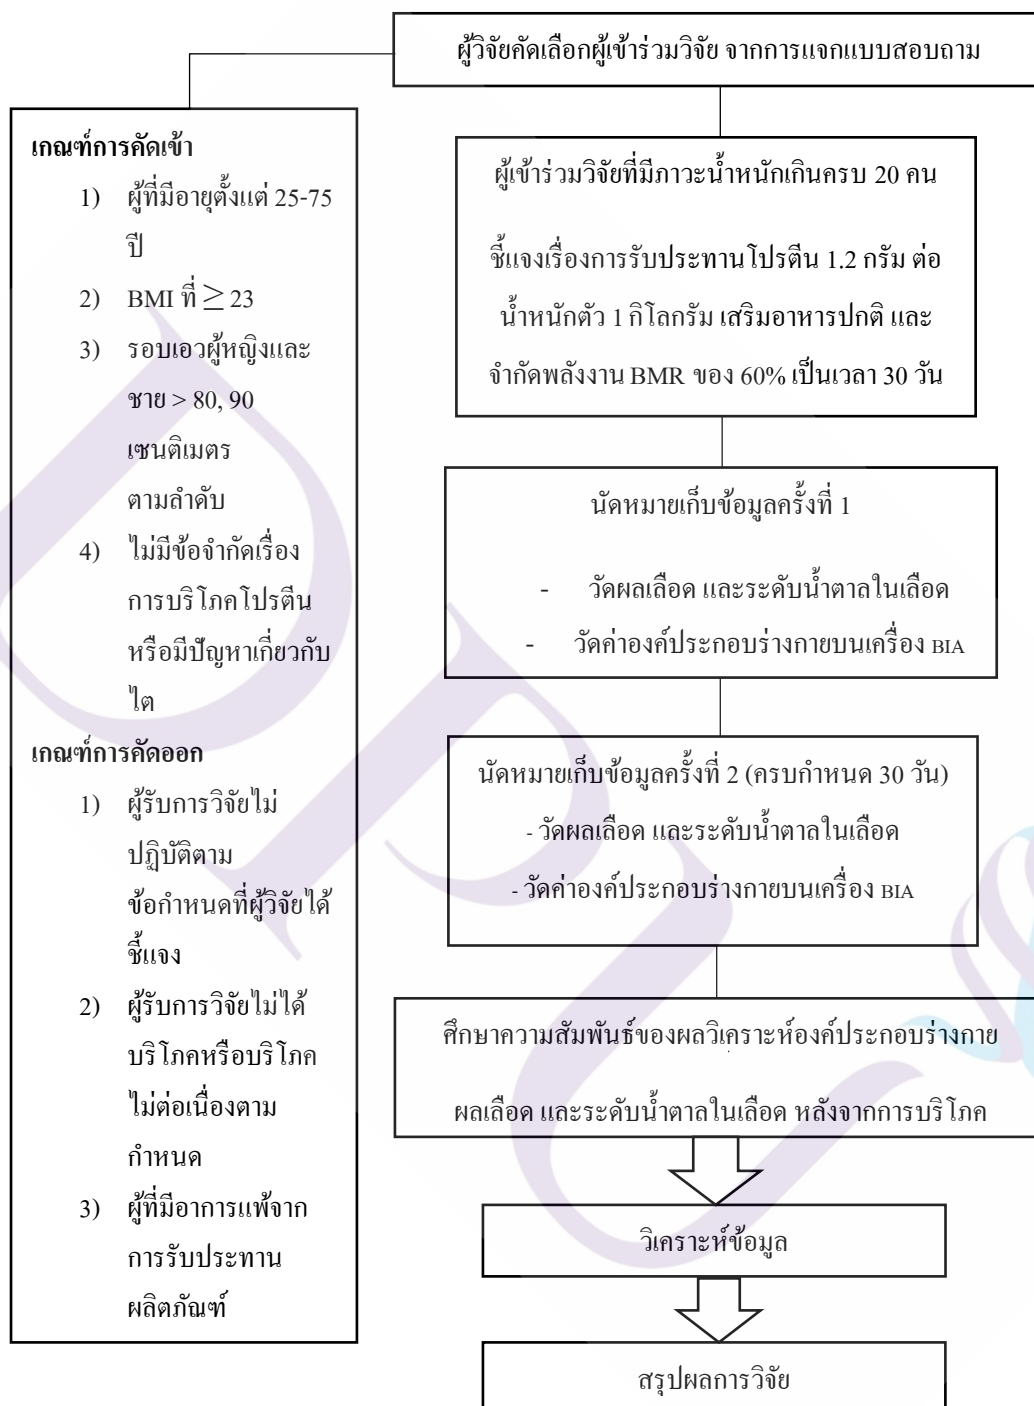 ผู้วิจัยคัดเลือกผู้เข้าร่วมวิจัย จากการแจกแบบสอบถาม
เกณฑ์การคัดเข้า
1) ผู้ที่มีอายุตั้งแต่ 25-75
ปี
2) BMI ที่ ≥ 23
3) รอบเอวผู้หญิงและ
ชาย > 80, 90
เซนติเมตร
ตามลำดับ
4) ไม่มีข้อจำกัดเรื่อง
การบริโภคโปรตีน
หรือมีปัญหาเกี่ยวกับ
ไต
เกณฑ์การคัดออก
1) ผู้รับการวิจัยไม่
ปฏิบัติตาม
ข้อกำหนดที่ผู้วิจัยได้
ชี้แจง
2) ผู้รับการวิจัยไม่ได้
บริโภคหรือบริโภค
ไม่ต่อเนื่องตาม
กำหนด
3) ผู้ที่มีอาการแพ้จาก
การรับประทาน
ผลิตภัณฑ์
ผู้เข้าร่วมวิจัยที่มีภาวะน้ำหนักเกินครบ 20 คน
ชี้แจงเรื่องการรับประทานโปรตีน 1.2 กรัม ต่อ
น้ำหนักตัว 1 กิโลกรัม เสริมอาหารปกติ และ
จำกัดพลังงาน BMR ของ 60% เป็นเวลา 30 วัน
นัดหมายเก็บข้อมูลครั้งที่ 1
- วัดผลเลือด และระดับน้ำตาลในเลือด
- วัดค่าองค์ประกอบร่างกายบนเครื่อง BIA
นัดหมายเก็บข้อมูลครั้งที่ 2 (ครบกำหนด 30 วัน)
- วัดผลเลือด และระดับน้ำตาลในเลือด
- วัดค่าองค์ประกอบร่างกายบนเครื่อง BIA
ศึกษาความสัมพันธ์ของผลวิเคราะห์องค์ประกอบร่างกาย
ผลเลือด และระดับน้ำตาลในเลือด หลังจากการบริโภค
วิเคราะห์ข้อมูล
สรุปผลการวิจัย